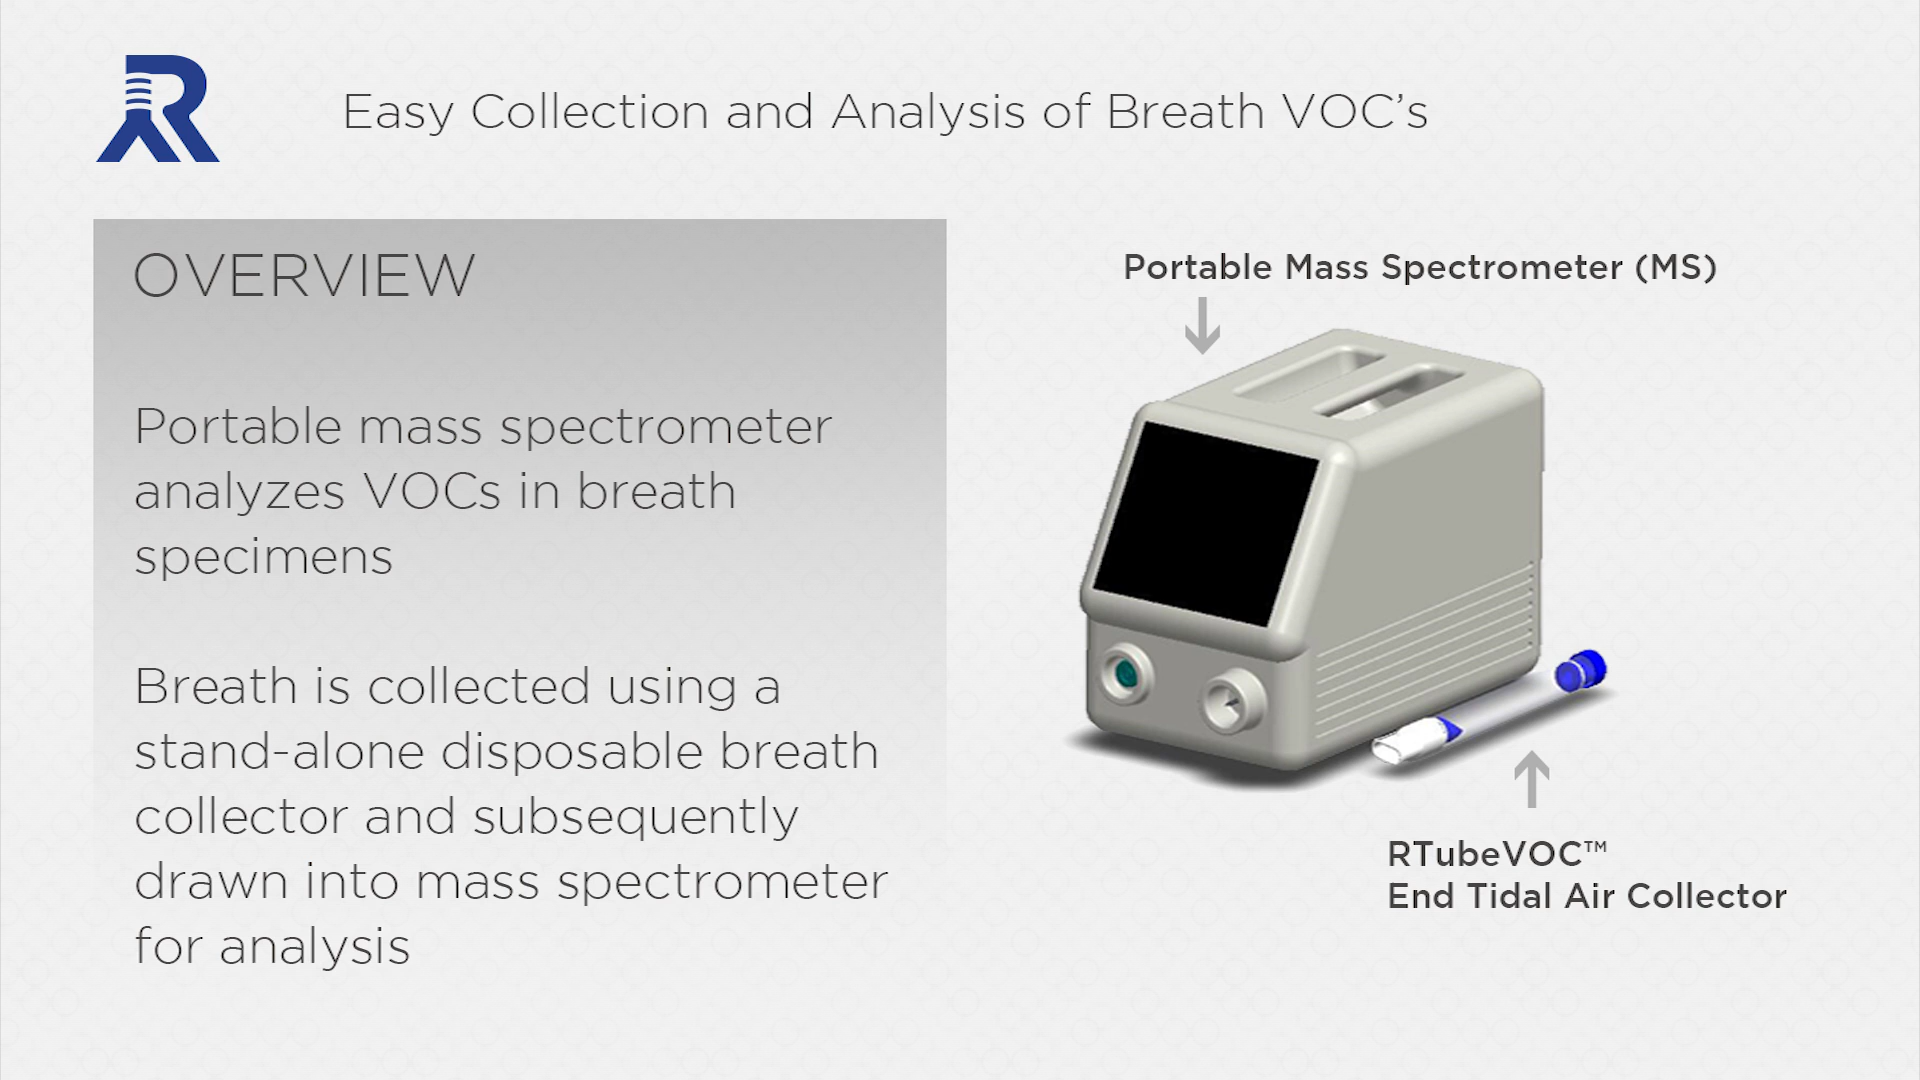 Easy Collection and Analysis of Breath VOC’s
OVERVIEW
Portable mass spectrometer
analyzes VOCs in breath
specimens
Breath is collected using a
stand-alone disposable breath
collector and subsequently
drawn into mass spectrometer
for analysis
Portable Mass Spectrometer (MS)
RTubeVOC™
End Tidal Air Collector